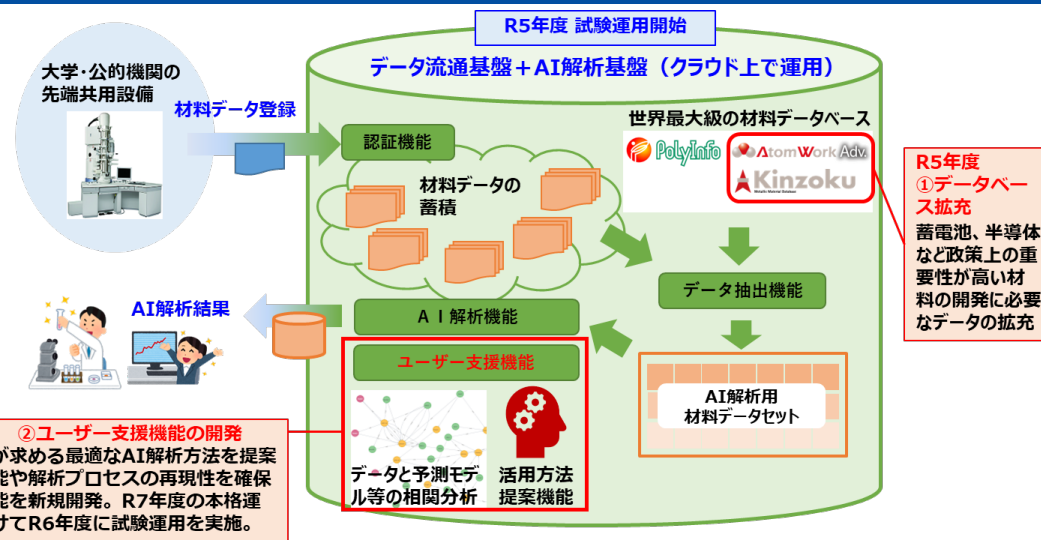 R5年度 試験運用開始
データ流通基盤＋AI解析基盤（クラウド上で運用）
大学・公的機関の
先端共用設備
材料データ登録
認証機能
材料データの
蓄積
世界最大級の材料データベース
PolyInfo
AtomWork Adv.
Kinzoku
Metallic Material Database
R5年度
①データベー
ス拡充
蓄電池、半導体
など政策上の重
要性が高い材
料の開発に必要
なデータの拡充
データ抽出機能
AI解析結果
ＡＩ解析機能
ユーザー支援機能
AI解析用
材料データセット
データと予測モデ
ル等の相関分析
活用方法
提案機能
②ユーザー支援機能の開発
が求める最適なAI解析方法を提案
能や解析プロセスの再現性を確保
能を新規開発。R7年度の本格運
けてR6年度に試験運用を実施。